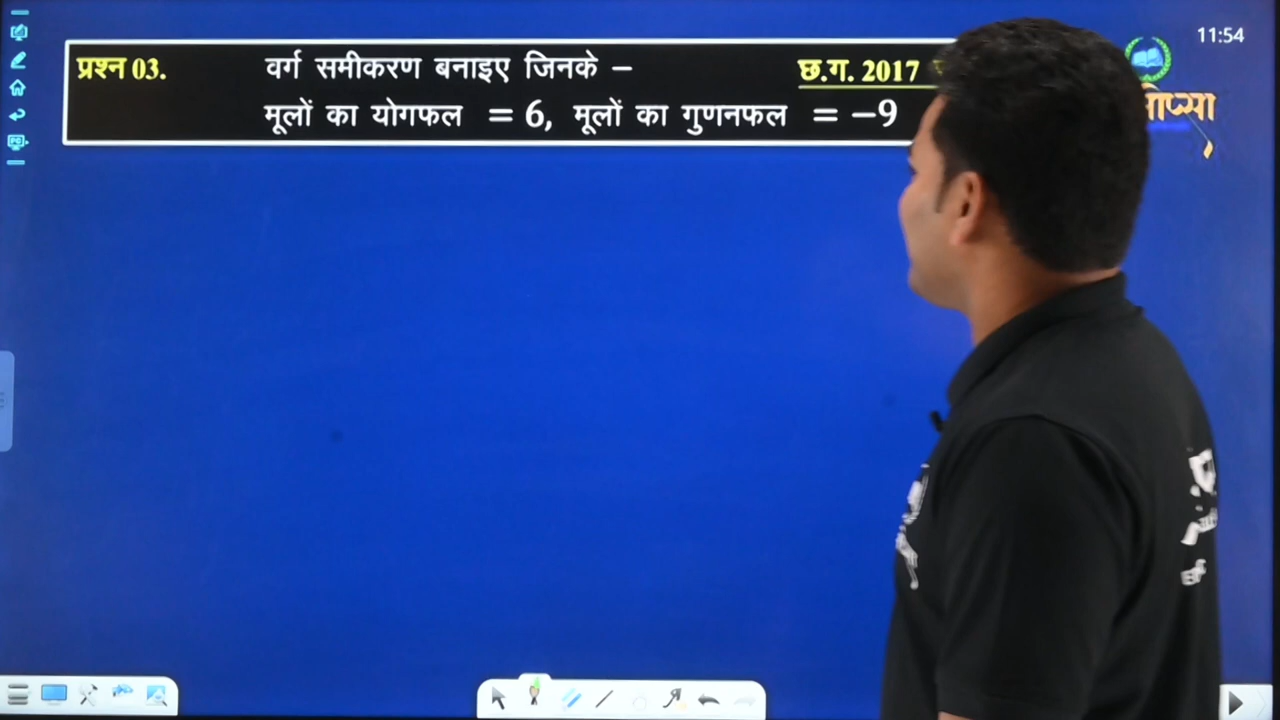 11:54
प्रश्न 03. वर्ग समीकरण बनाइए जिनके – छ.ग. 2017
मूलों का योगफल = 6, मूलों का गुणनफल = −9